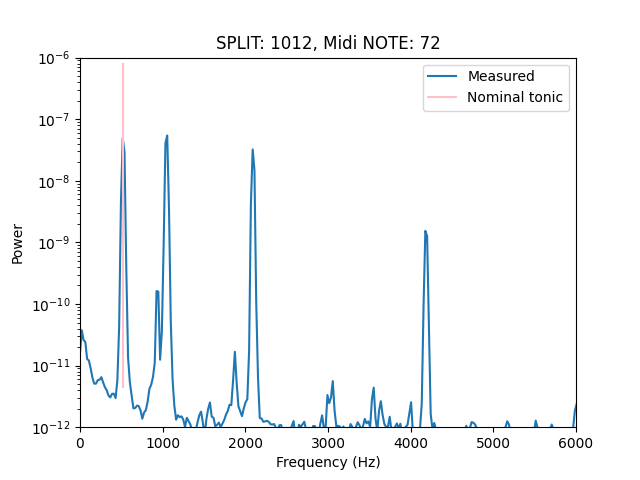 SPLIT: 1012, Midi NOTE: 72
Measured
Nominal tonic
Power
10⁻⁶
10⁻⁷
10⁻⁸
10⁻⁹
10⁻¹⁰
10⁻¹¹
10⁻¹²
0 1000 2000 3000 4000 5000 6000
Frequency (Hz)